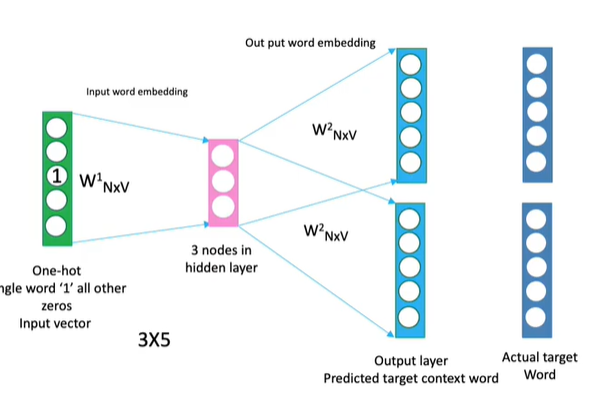 Out put word embedding
Input word embedding
W²NxV
1
W¹NxV
W²NxV
3 nodes in
hidden layer
One-hot
ngle word '1' all other
zeros
Input vector
3X5
Output layer
Predicted target context word
Actual target
Word